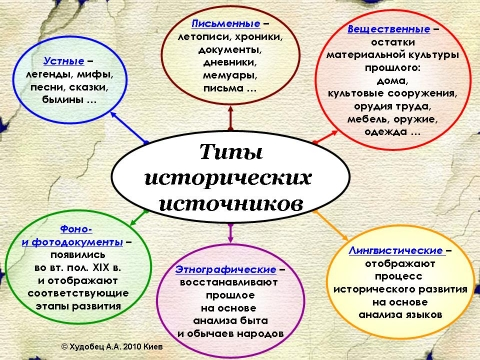 Письменные –
летописи, хроники,
документы,
дневники,
мемуары,
письма ...
Вещественные –
остатки
материальной культуры
прошлого:
дома,
культовые сооружения,
орудия труда,
мебель, оружие,
одежда ...
Устные –
легенды, мифы,
песни, сказки,
былины ...
Типы
исторических
источников
Фоно-
и фотодокументы –
появились
во вт. пол. XIX в.
и отображают
соответствующие
этапы развития
Этнографические –
восстанавливают
прошлое
на основе
анализа быта
и обычаев народов
Лингвистические –
отображают
процесс
исторического развития
на основе
анализа языков
© Худобец А.А. 2010 Киев